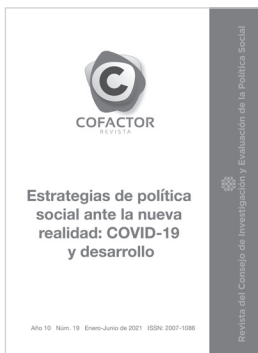 C
COFACTOR
REVISTA
Estrategias de política
social ante la nueva
realidad: COVID-19
y desarrollo
Año 10 Núm. 19 Enero-Junio de 2021 ISSN: 2007-1086
Revista del Consejo de Investigación y Evaluación de la Política Social